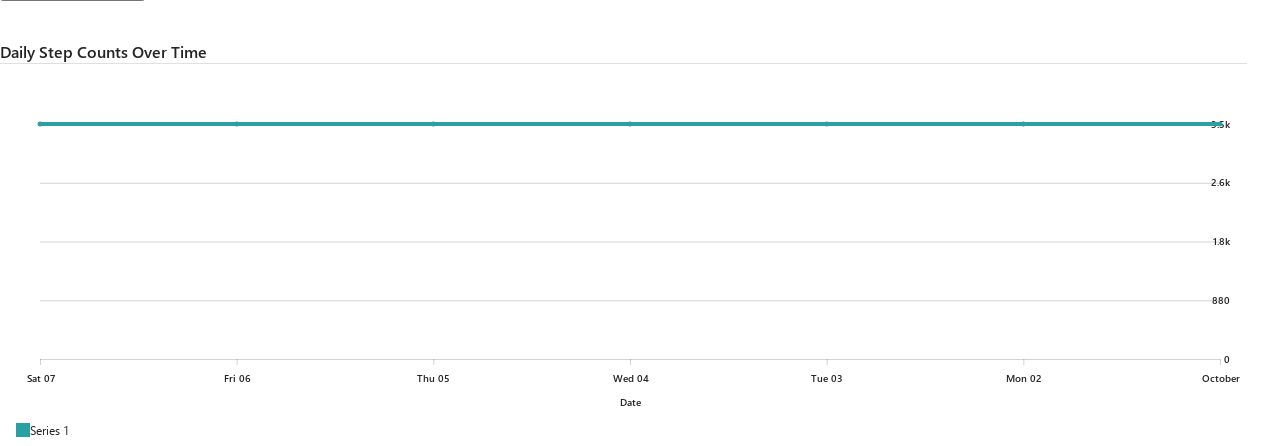 Daily Step Counts Over Time
3.5k
2.6k
1.8k
880
0
Sat 07 Fri 06 Thu 05 Wed 04 Tue 03 Mon 02 October
Date
Series 1